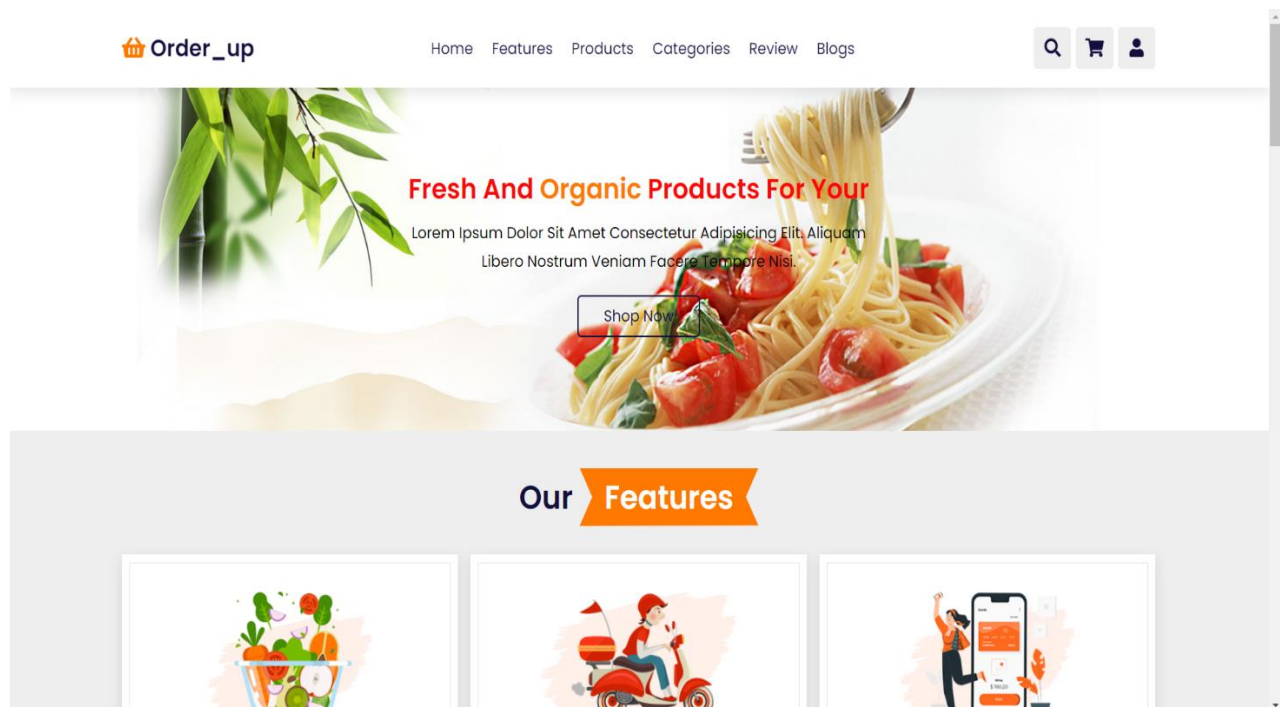 Order_up
Home Features Products Categories Review Blogs
Fresh And Organic Products For Your
Lorem Ipsum Dolor Sit Amet Consectetur Adipisicing Elit. Aliquam
Libero Nostrum Veniam Facere Tempore Nisi.
Shop Now
Our Features